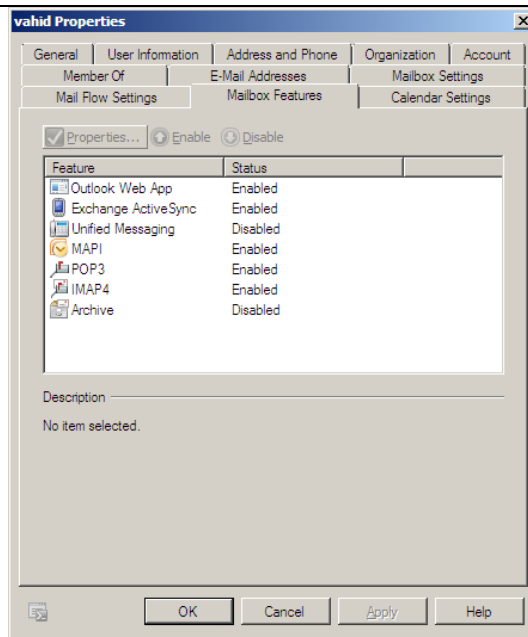 vahid Properties
General User Information Address and Phone Organization Account
Member Of E-Mail Addresses Mailbox Settings
Mail Flow Settings Mailbox Features Calendar Settings
Properties... Enable Disable
Feature Status
Outlook Web App Enabled
Exchange ActiveSync Enabled
Unified Messaging Disabled
MAPI Enabled
POP3 Enabled
IMAP4 Enabled
Archive Disabled
Description
No item selected.
OK Cancel Apply Help